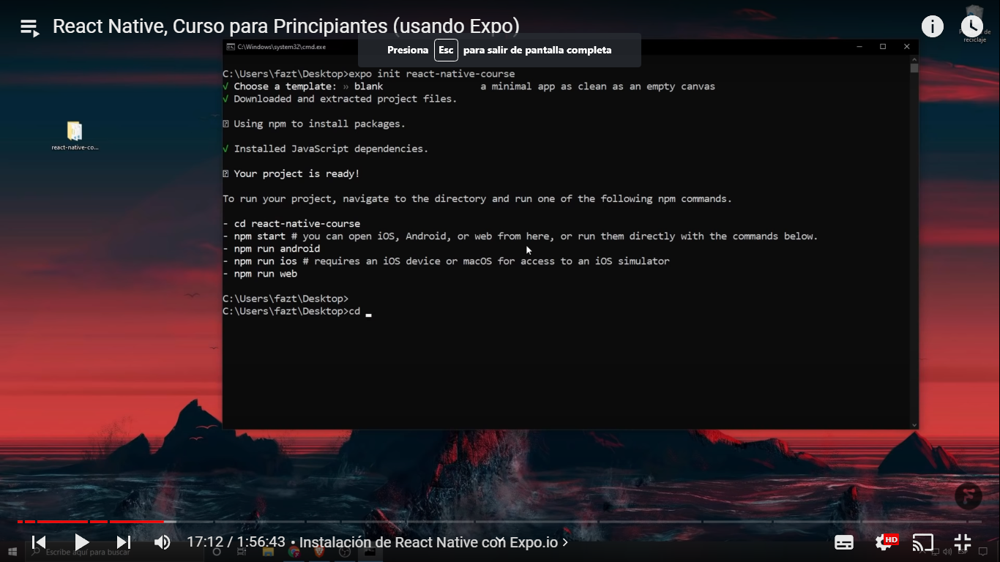 React Native, Curso para Principiantes (usando Expo)
Presiona Esc para salir de pantalla completa
reciclaje
C:\Windows\system32\cmd.exe
C:\Users\fazt\Desktop>expo init react-native-course
√ Choose a template: » blank a minimal app as clean as an empty canvas
√ Downloaded and extracted project files.
Using npm to install packages.
√ Installed JavaScript dependencies.
Your project is ready!
To run your project, navigate to the directory and run one of the following npm commands.
- cd react-native-course
- npm start # you can open iOS, Android, or web from here, or run them directly with the commands below.
- npm run android
- npm run ios # requires an iOS device or macOS for access to an iOS simulator
- npm run web
C:\Users\fazt\Desktop>
C:\Users\fazt\Desktop>cd _
react-native-co...
17:12 / 1:56:43 • Instalación de React Native con Expo.io
HD
Escribe aquí para buscar
ESP